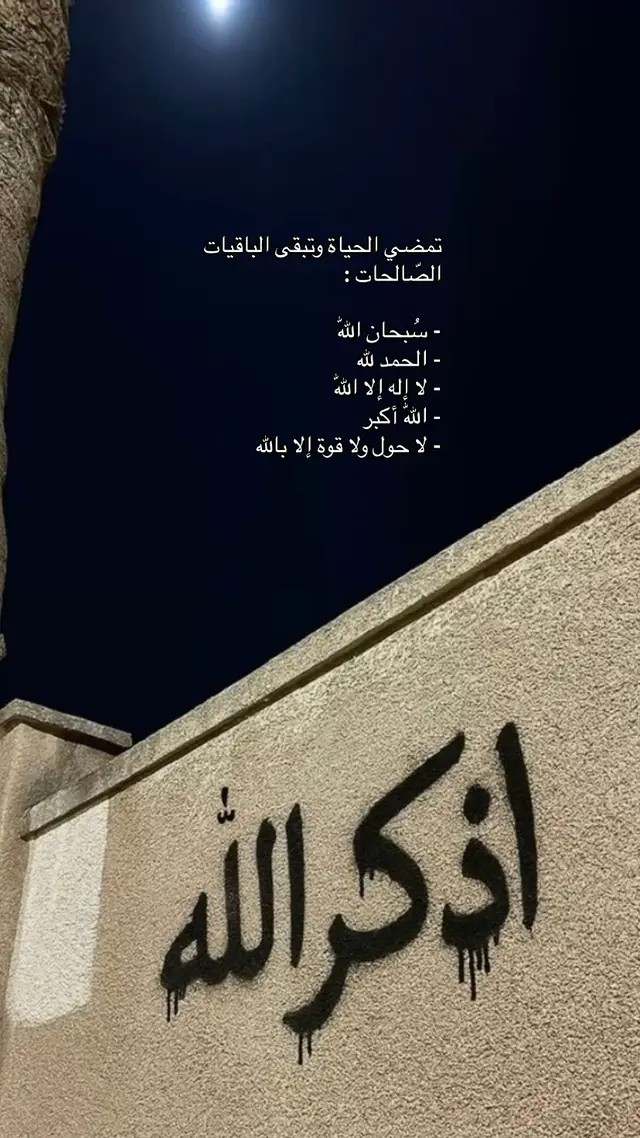 تمضي الحياة وتبقى الباقيات
الصّالحات :
- سُبحان الله
- الحمد لله
- لا إله إلا الله
- الله أكبر
- لا حول ولا قوة إلا بالله
اذكر الله